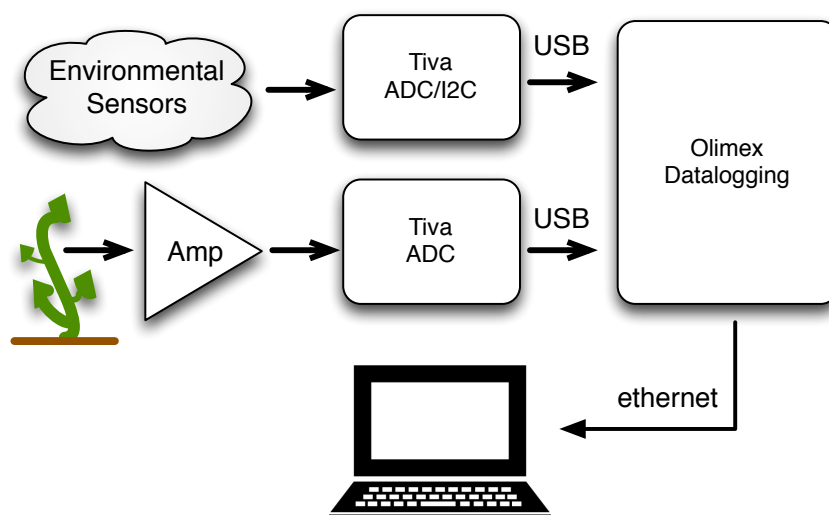 Environmental
Sensors
Tiva
ADC/I2C
USB
Olimex
Datalogging
Amp
Tiva
ADC
USB
ethernet